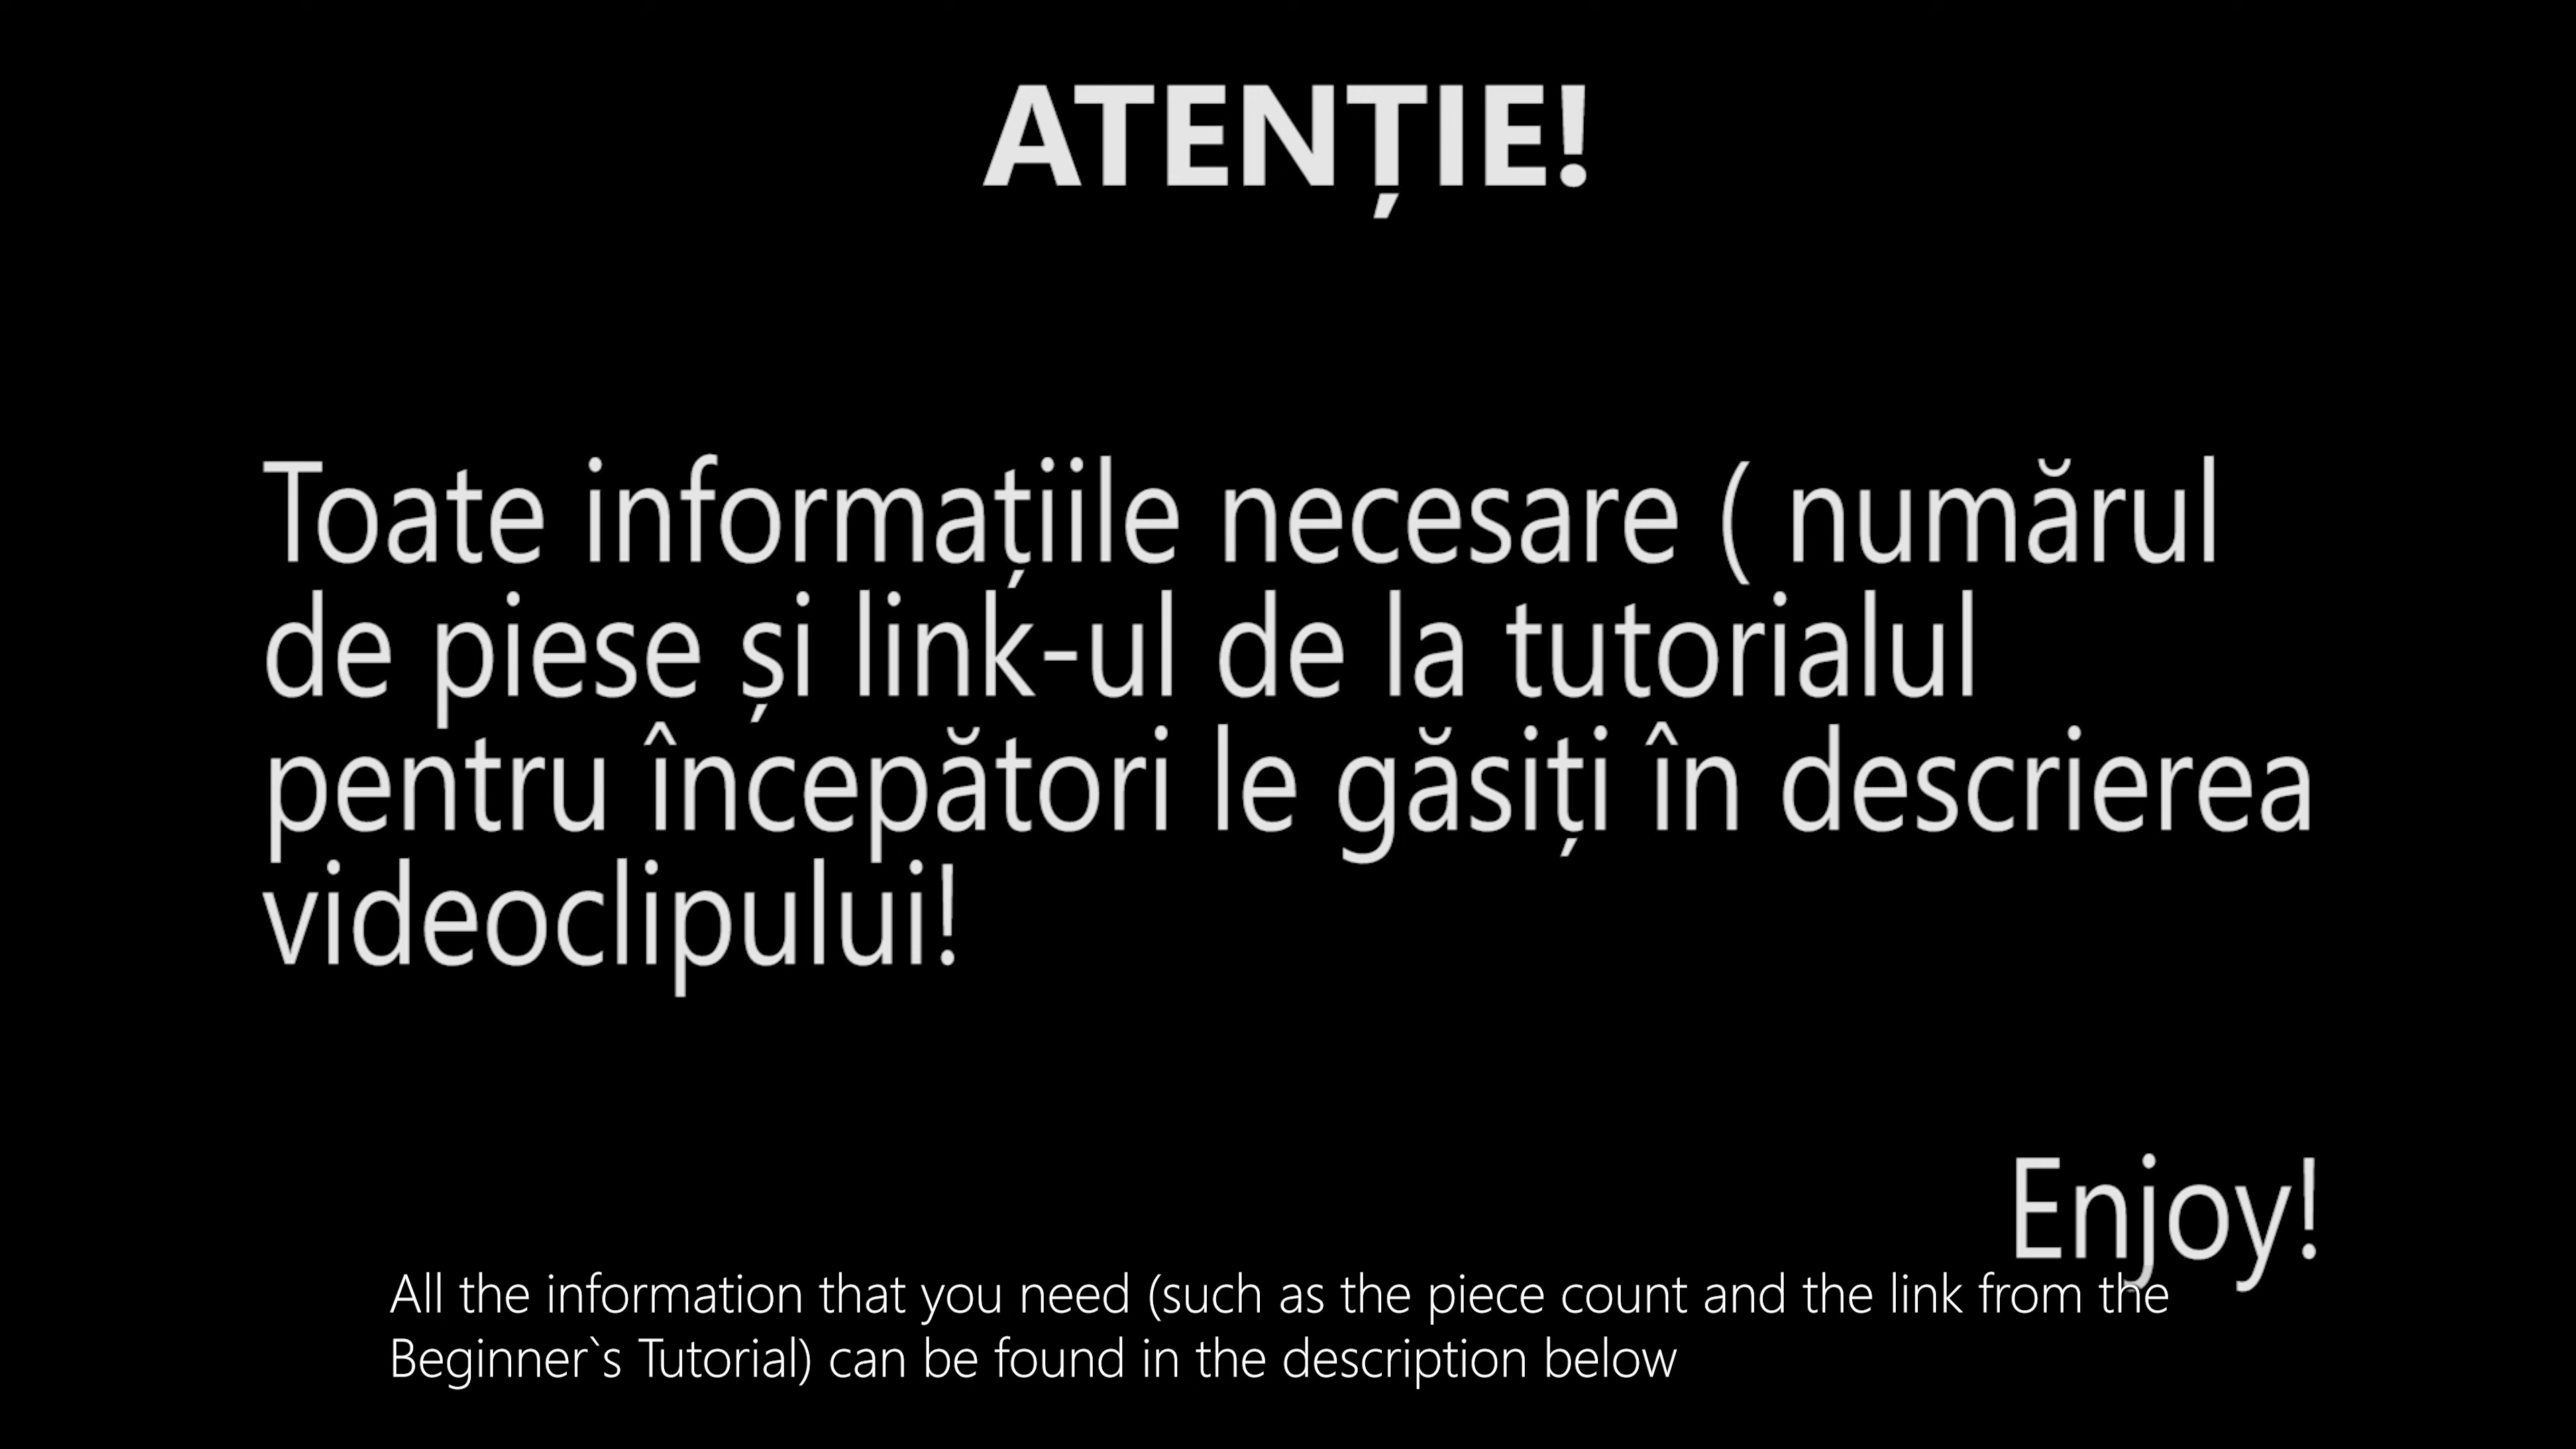 ATENȚIE!
Toate informațiile necesare ( numărul
de piese și link-ul de la tutorialul
pentru începători le găsiți în descrierea
videoclipului!
Enjoy!
All the information that you need (such as the piece count and the link from the
Beginner`s Tutorial) can be found in the description below